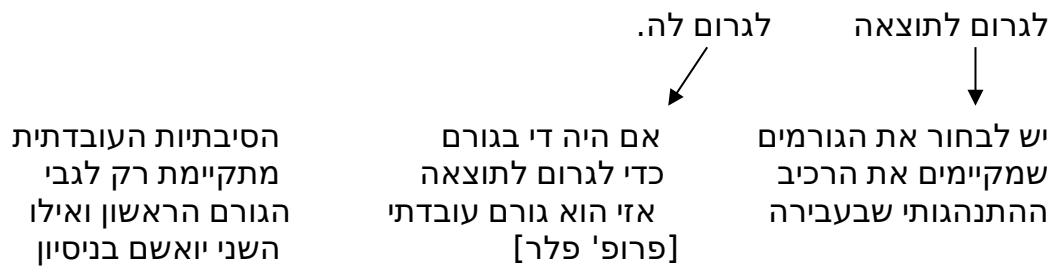 לגרום לתוצאה
לגרום לה.
יש לבחור את הגורמים
שמקיימים את הרכיב
ההתנהגותי שבעבירה
אם היה די בגורם
כדי לגרום לתוצאה
אזי הוא גורם עובדתי
[פרופ' פלר]
הסיבתיות העובדתית
מתקיימת רק לגבי
הגורם הראשון ואילו
השני יואשם בניסיון